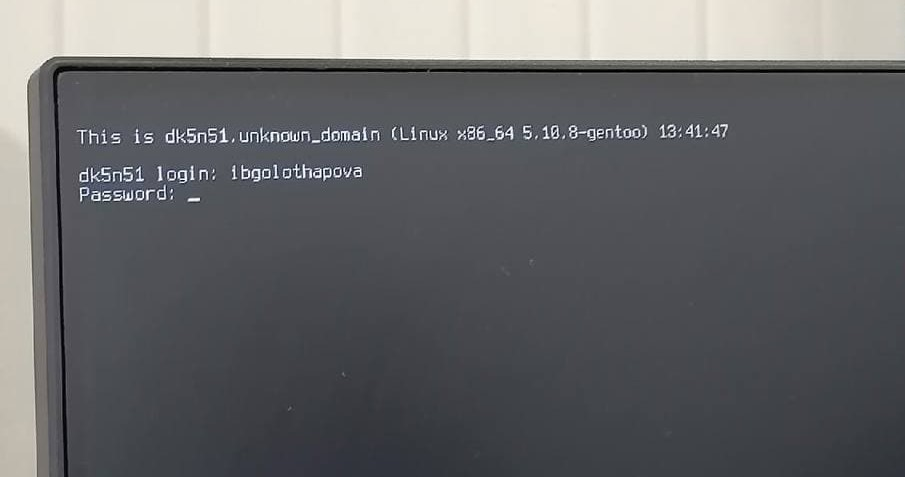 This is dk5n51.unknown_domain (Linux x86_64 5.10.8-gentoo) 13:41:47
dk5n51 login: ibgolothapova
Password: _